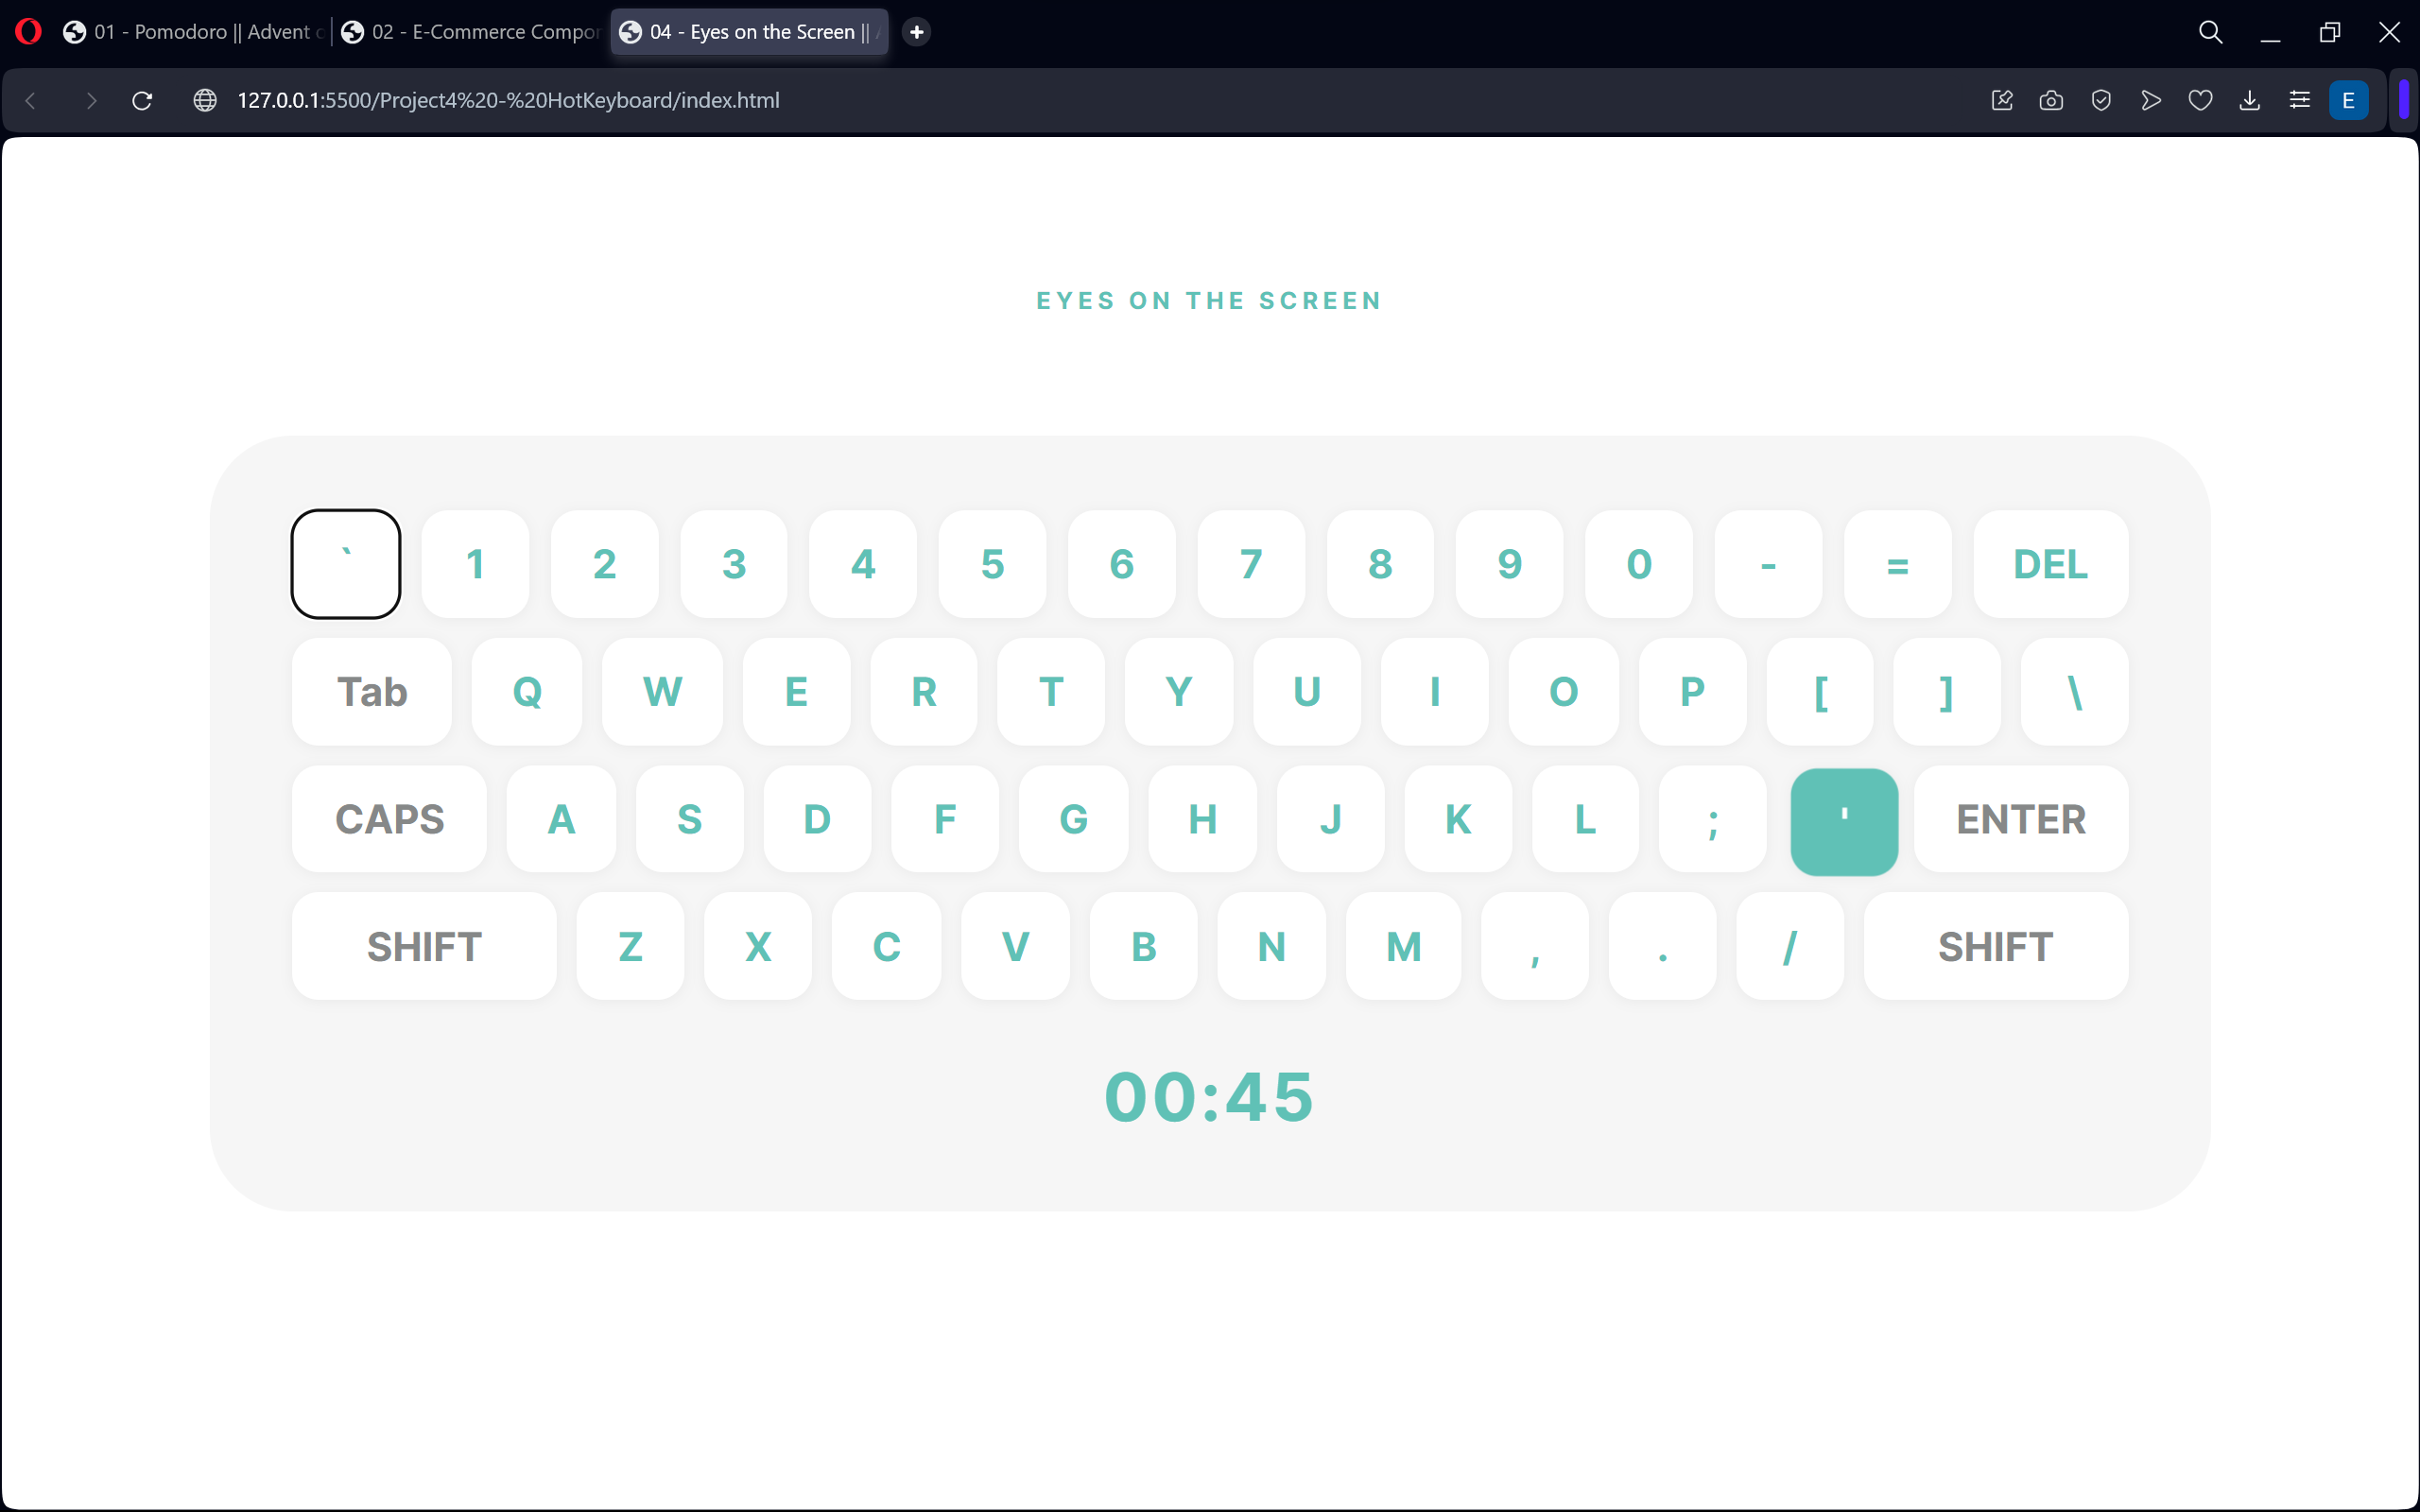 01 - Pomodoro || Advent 02 - E-Commerce Compo 04 - Eyes on the Screen ||
127.0.0.1:5500/Project4%20-%20HotKeyboard/index.html E
EYES ON THE SCREEN
` 1 2 3 4 5 6 7 8 9 0 - = DEL
Tab Q W E R T Y U I O P [ ] \
CAPS A S D F G H J K L ; ' ENTER
SHIFT Z X C V B N M , . / SHIFT
00:45